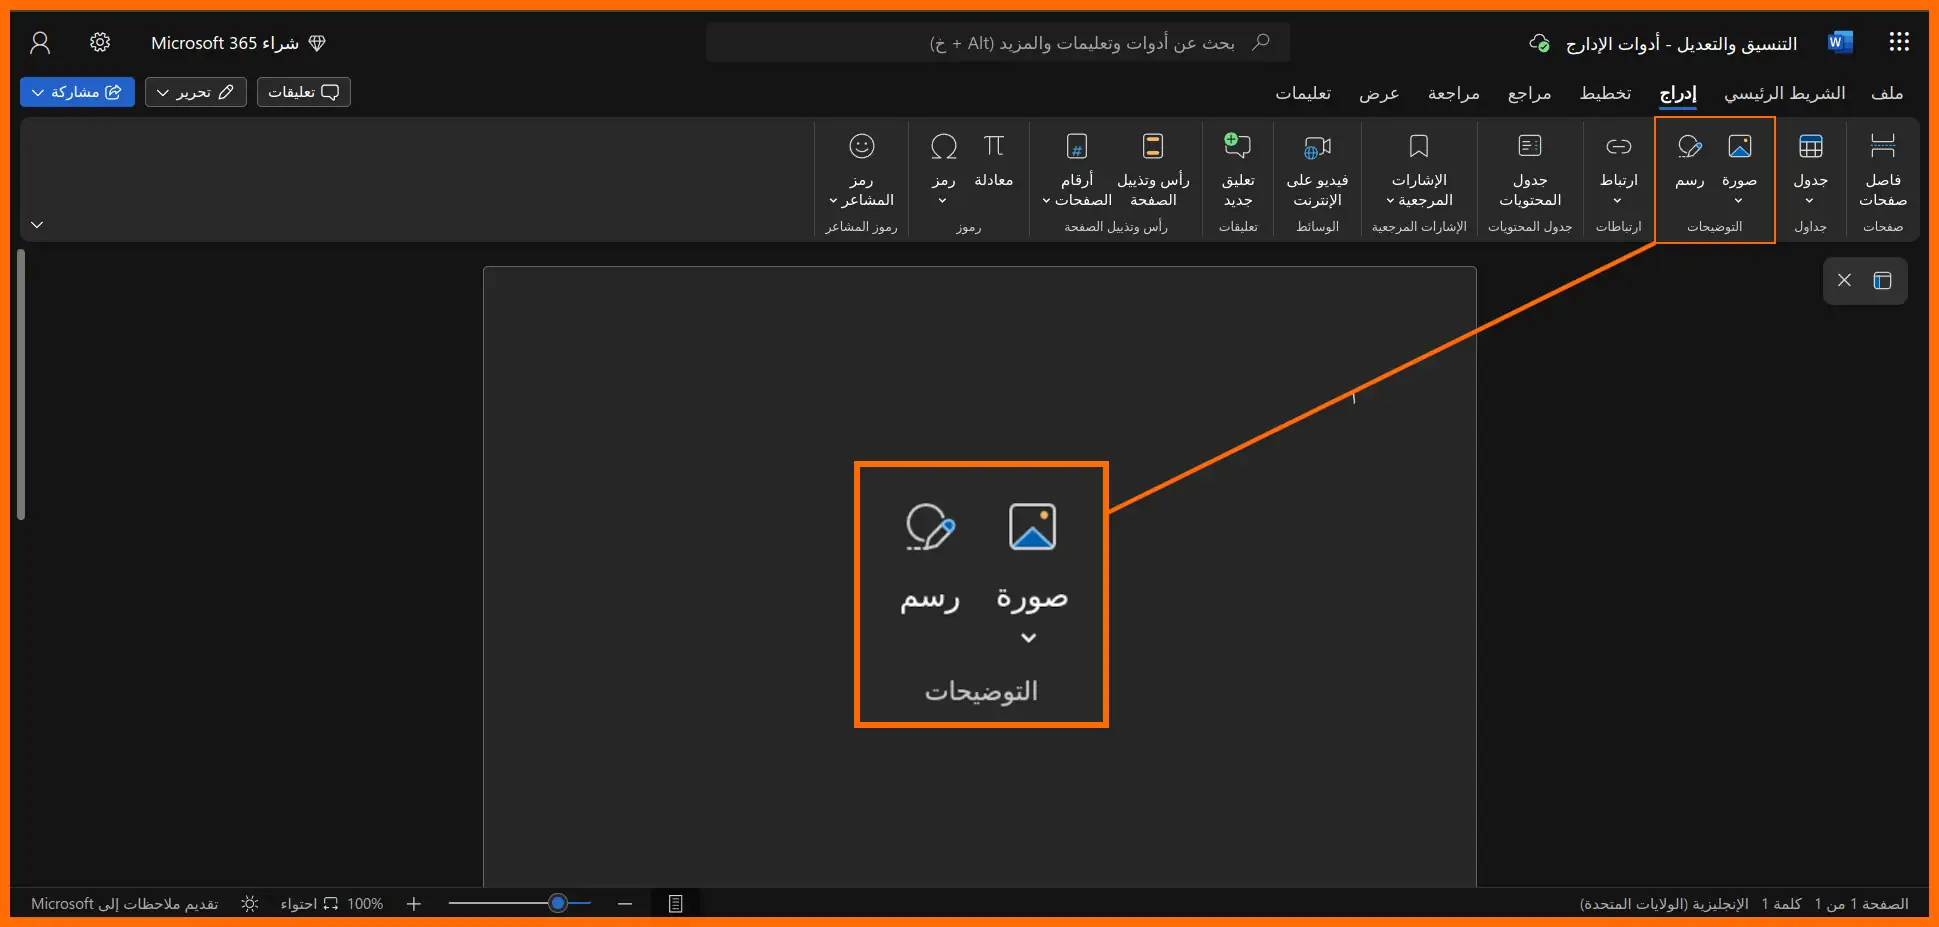 التنسيق والتعديل - أدوات الإدارج
بحث عن أدوات وتعليمات والمزيد (Alt + خ)
شراء Microsoft 365
ملف
الشريط الرئيسي
إدراج
تخطيط
مراجع
مراجعة
عرض
تعليمات
تعليقات
تحرير
مشاركة
فاصل
صفحات
صفحات
جدول
جداول
صورة
رسم
التوضيحات
ارتباط
ارتباطات
جدول
المحتويات
جدول المحتويات
الإشارات
المرجعية
الإشارات المرجعية
فيديو على
الإنترنت
الوسائط
تعليق
جديد
تعليقات
رأس وتذييل
الصفحة
أرقام
الصفحات
رأس وتذييل الصفحة
معادلة
رمز
رموز
رمز
المشاعر
رموز المشاعر
صورة
رسم
التوضيحات
الصفحة 1 من 1
كلمة 1
الإنجليزية (الولايات المتحدة)
100%
احتواء
تقديم ملاحظات إلى Microsoft